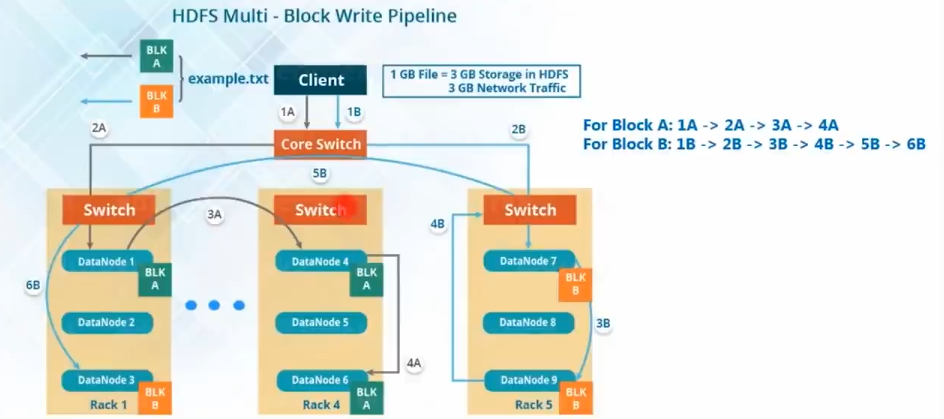 HDFS Multi - Block Write Pipeline
BLK
A
BLK
B
example.txt
Client
1 GB File = 3 GB Storage in HDFS
3 GB Network Traffic
1A
1B
2A
Core Switch
2B
5B
For Block A: 1A -> 2A -> 3A -> 4A
For Block B: 1B -> 2B -> 3B -> 4B -> 5B -> 6B
Switch
3A
Switch
4B
Switch
DataNode 1
BLK
A
DataNode 4
BLK
A
DataNode 7
BLK
B
6B
DataNode 2
DataNode 5
DataNode 8
3B
4A
DataNode 3
BLK
B
Rack 1
DataNode 6
BLK
A
Rack 4
DataNode 9
BLK
B
Rack 5